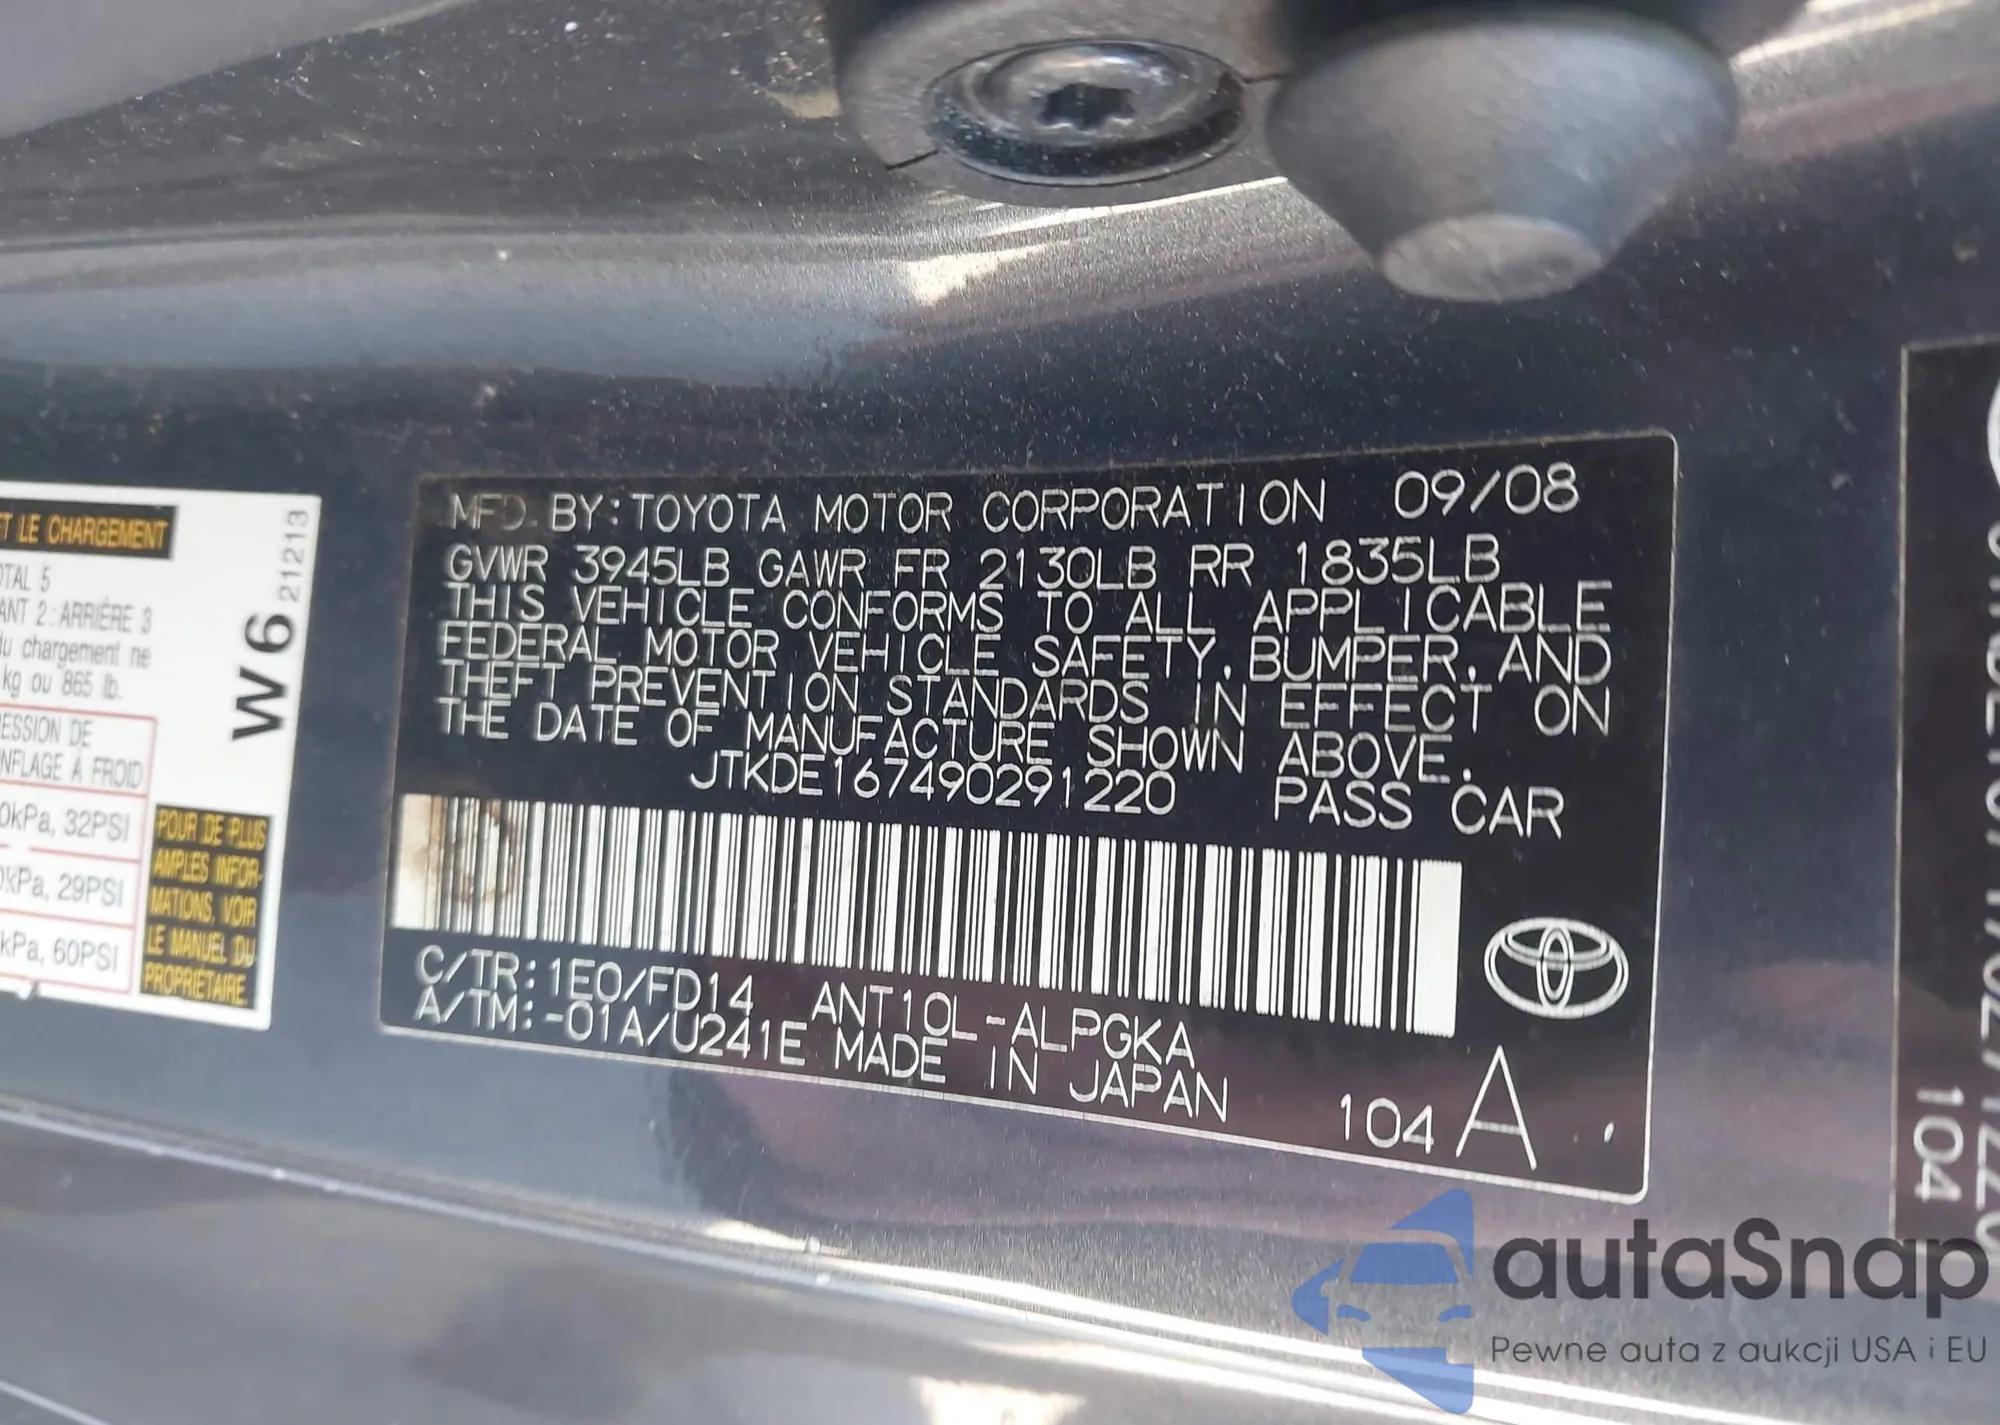 ET LE CHARGEMENT
TOTAL 5
ANT 2 : ARRIÈRE 3
du chargement ne
kg ou 865 lb.
RESSION DE
NFLAGE À FROID
0kPa, 32PSI
0kPa, 29PSI
kPa, 60PSI
W6
21213
POUR DE PLUS
AMPLES INFOR-
MATIONS, VOIR
LE MANUEL DU
PROPRIÉTAIRE.
MFD. BY:TOYOTA MOTOR CORPORATION 09/08
GVWR 3945LB GAWR FR 2130LB RR 1835LB
THIS VEHICLE CONFORMS TO ALL APPLICABLE
FEDERAL MOTOR VEHICLE SAFETY, BUMPER, AND
THEFT PREVENTION STANDARDS IN EFFECT ON
THE DATE OF MANUFACTURE SHOWN ABOVE.
JTKDE167490291220 PASS CAR
C/TR:1E0/FD14 ANT10L-ALPGKA
A/TM:-01A/U241E MADE IN JAPAN
104 A
104
autaSnap
Pewne auta z aukcji USA i EU